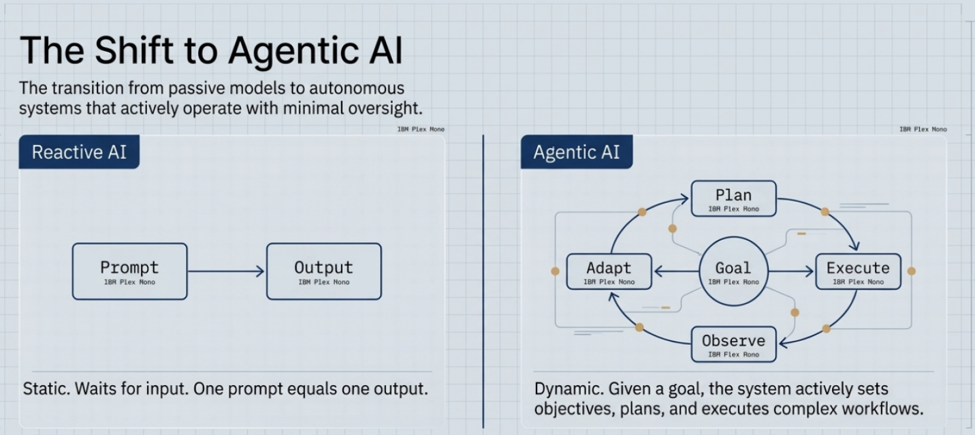 The Shift to Agentic AI
The transition from passive models to autonomous
systems that actively operate with minimal oversight.
IBM Plex Mono
Reactive AI
Prompt
IBM Plex Mono
Output
IBM Plex Mono
Static. Waits for input. One prompt equals one output.
IBM Plex Mono
Agentic AI
Plan
IBM Plex Mono
Adapt
IBM Plex Mono
Goal
IBM Plex Mono
Execute
IBM Plex Mono
Observe
IBM Plex Mono
Dynamic. Given a goal, the system actively sets
objectives, plans, and executes complex workflows.